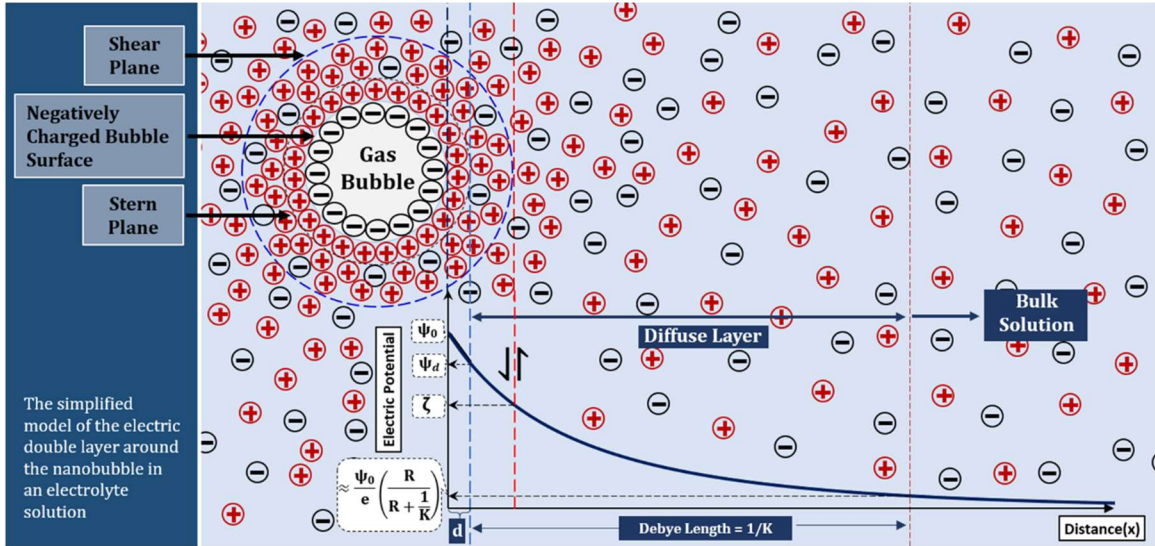 Shear
Plane
Negatively
Charged Bubble
Surface
Stern
Plane
The simplified
model of the electric
double layer around
the nanobubble in
an electrolyte
solution
Gas
Bubble
Diffuse Layer
Bulk
Solution
Electric Potential
ψ₀
ψd
ζ
≈ ψ₀/e (R/(R + 1/K))
d
Debye Length = 1/K
Distance(x)